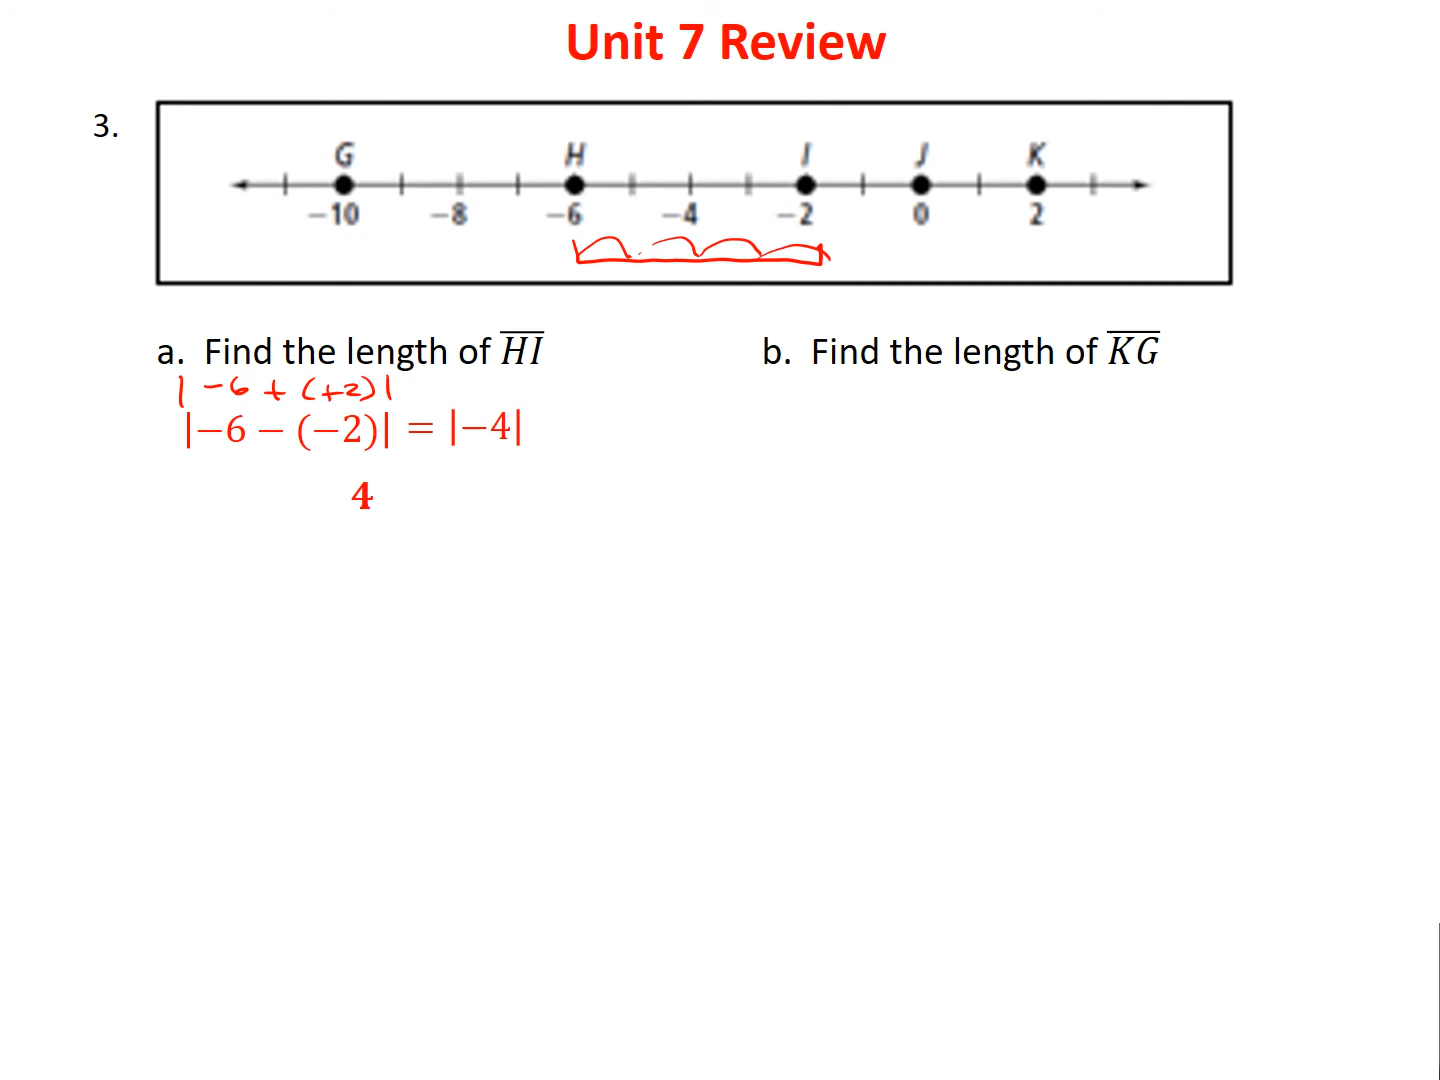 Unit 7 Review
3.
G H I J K
−10 −8 −6 −4 −2 0 2
a. Find the length of HI
b. Find the length of KG
|−6 + (+2)|
|−6 − (−2)| = |−4|
4